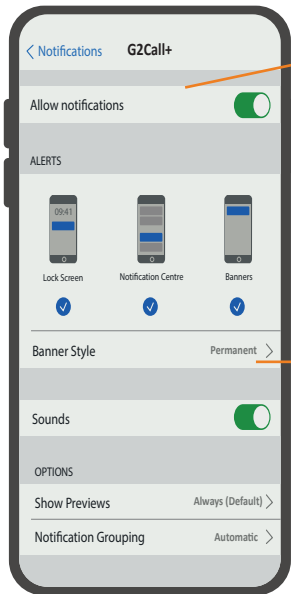 Notifications G2Call+
Allow notifications
ALERTS
09:41
Lock Screen Notification Centre Banners
Banner Style Permanent
Sounds
OPTIONS
Show Previews Always (Default)
Notification Grouping Automatic